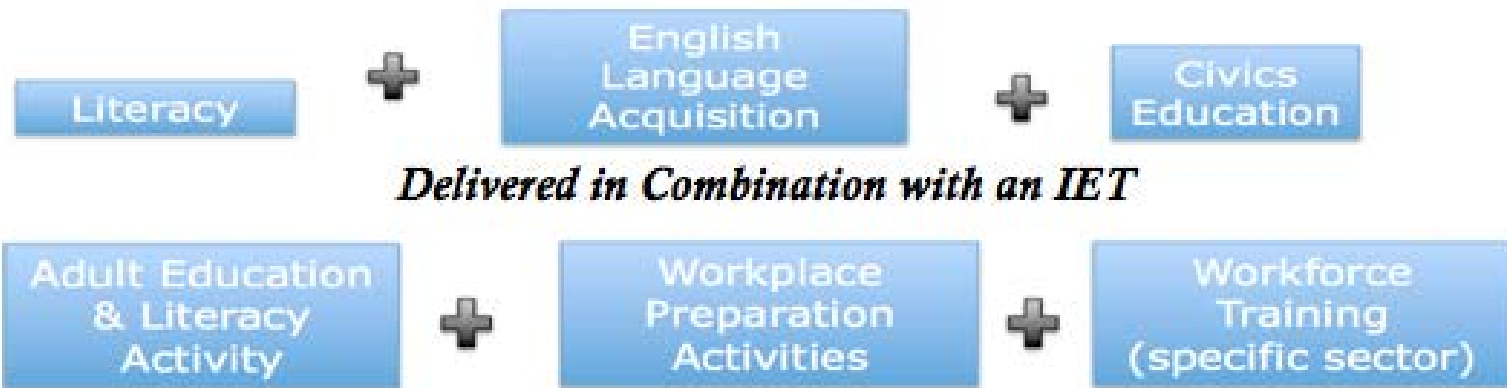 Literacy
English
Language
Acquisition
Civics
Education
Delivered in Combination with an IET
Adult Education
& Literacy
Activity
Workplace
Preparation
Activities
Workforce
Training
(specific sector)